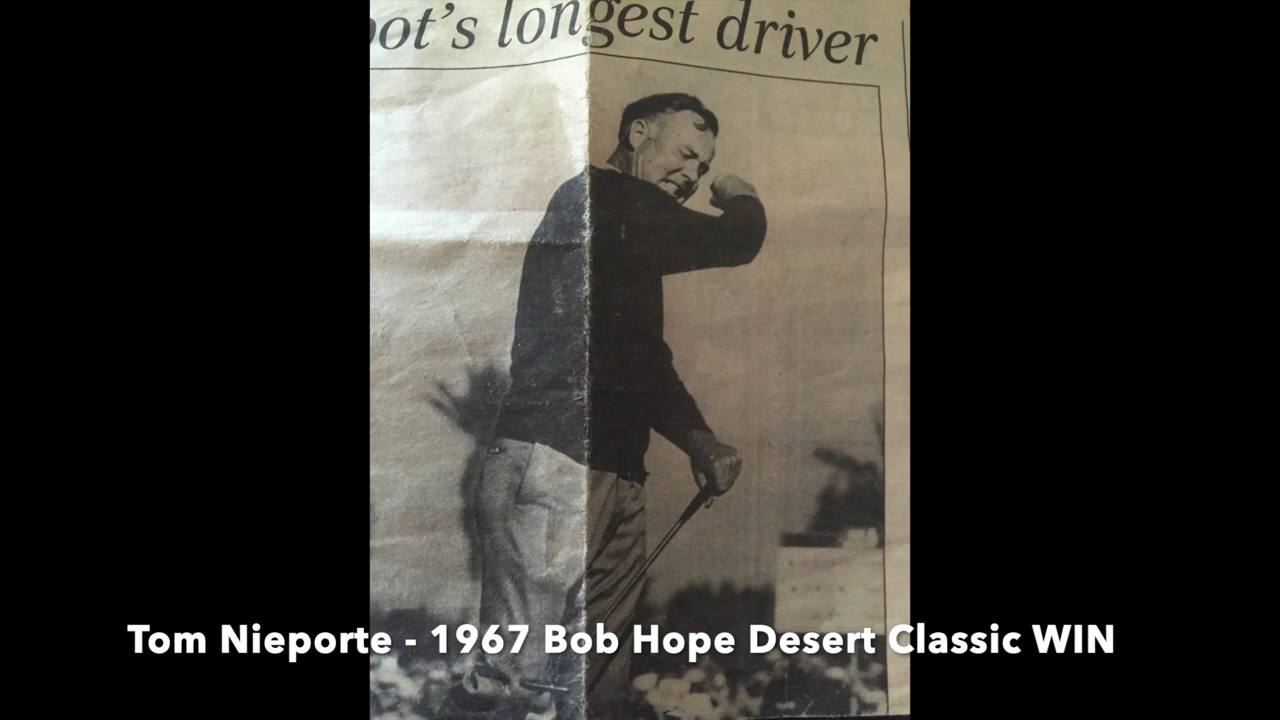 ot's longest driver
Tom Nieporte - 1967 Bob Hope Desert Classic WIN